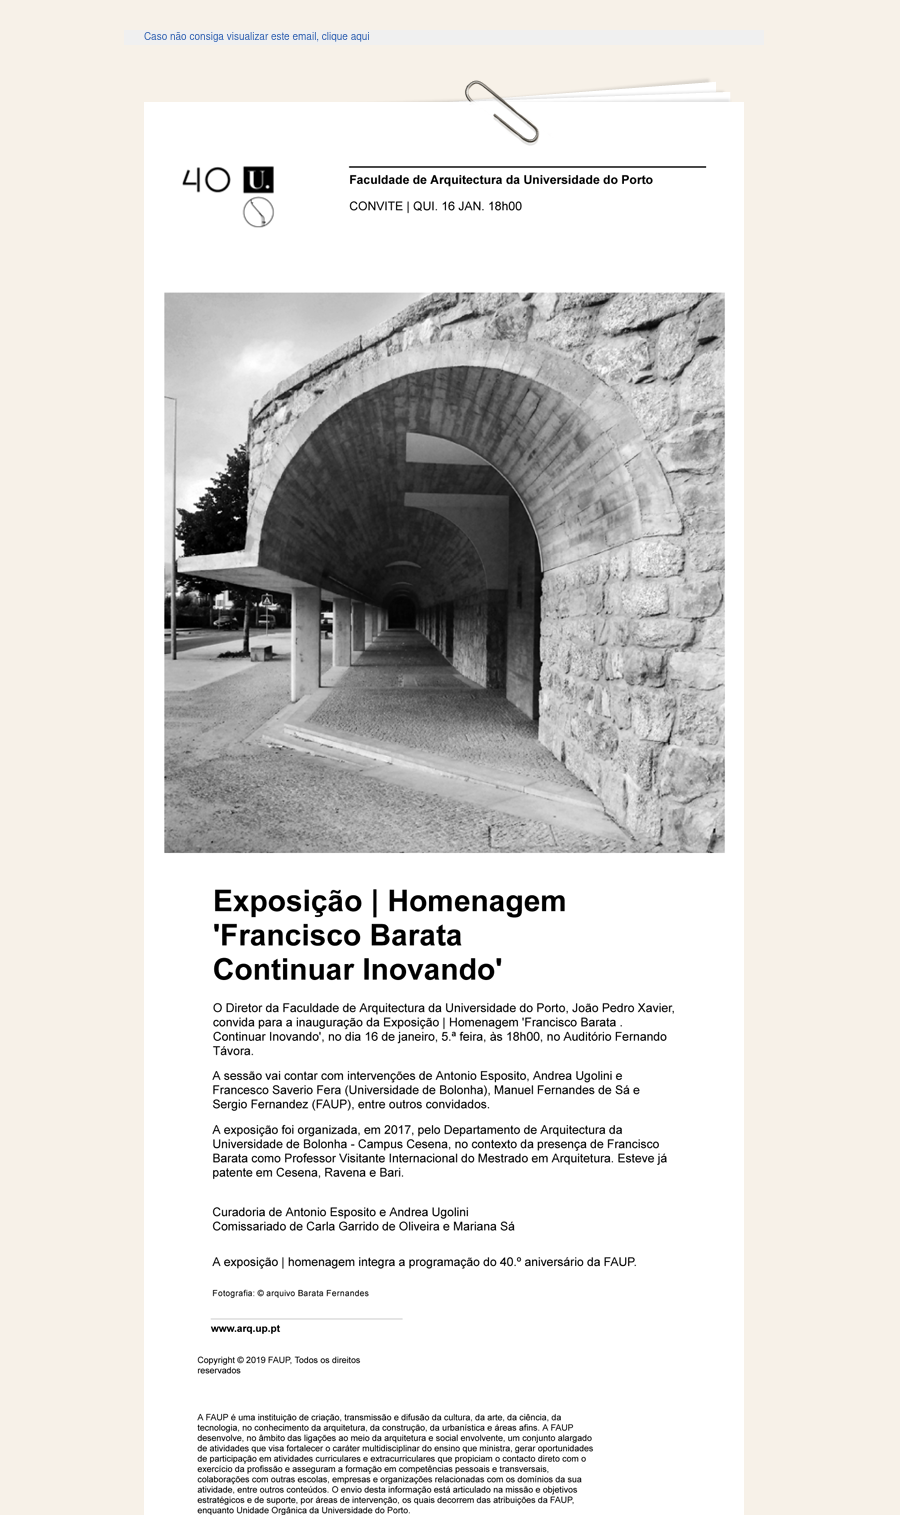 Caso não consiga visualizar este email, clique aqui
40 U.
Faculdade de Arquitectura da Universidade do Porto
CONVITE | QUI. 16 JAN. 18h00
Exposição | Homenagem
'Francisco Barata
Continuar Inovando'
O Diretor da Faculdade de Arquitectura da Universidade do Porto, João Pedro Xavier,
convida para a inauguração da Exposição | Homenagem 'Francisco Barata .
Continuar Inovando', no dia 16 de janeiro, 5.ª feira, às 18h00, no Auditório Fernando
Távora.
A sessão vai contar com intervenções de Antonio Esposito, Andrea Ugolini e
Francesco Saverio Fera (Universidade de Bolonha), Manuel Fernandes de Sá e
Sergio Fernandez (FAUP), entre outros convidados.
A exposição foi organizada, em 2017, pelo Departamento de Arquitectura da
Universidade de Bolonha - Campus Cesena, no contexto da presença de Francisco
Barata como Professor Visitante Internacional do Mestrado em Arquitetura. Esteve já
patente em Cesena, Ravena e Bari.
Curadoria de Antonio Esposito e Andrea Ugolini
Comissariado de Carla Garrido de Oliveira e Mariana Sá
A exposição | homenagem integra a programação do 40.º aniversário da FAUP.
Fotografia: © arquivo Barata Fernandes
www.arq.up.pt
Copyright © 2019 FAUP, Todos os direitos
reservados
A FAUP é uma instituição de criação, transmissão e difusão da cultura, da arte, da ciência, da
tecnologia, no conhecimento da arquitetura, da construção, da urbanística e áreas afins. A FAUP
desenvolve, no âmbito das ligações ao meio da arquitetura e social envolvente, um conjunto alargado
de atividades que visa fortalecer o caráter multidisciplinar do ensino que ministra, gerar oportunidades
de participação em atividades curriculares e extracurriculares que propiciam o contacto direto com o
exercício da profissão e asseguram a formação em competências pessoais e transversais,
colaborações com outras escolas, empresas e organizações relacionadas com os domínios da sua
atividade, entre outros conteúdos. O envio desta informação está articulado na missão e objetivos
estratégicos e de suporte, por áreas de intervenção, os quais decorrem das atribuições da FAUP,
enquanto Unidade Orgânica da Universidade do Porto.